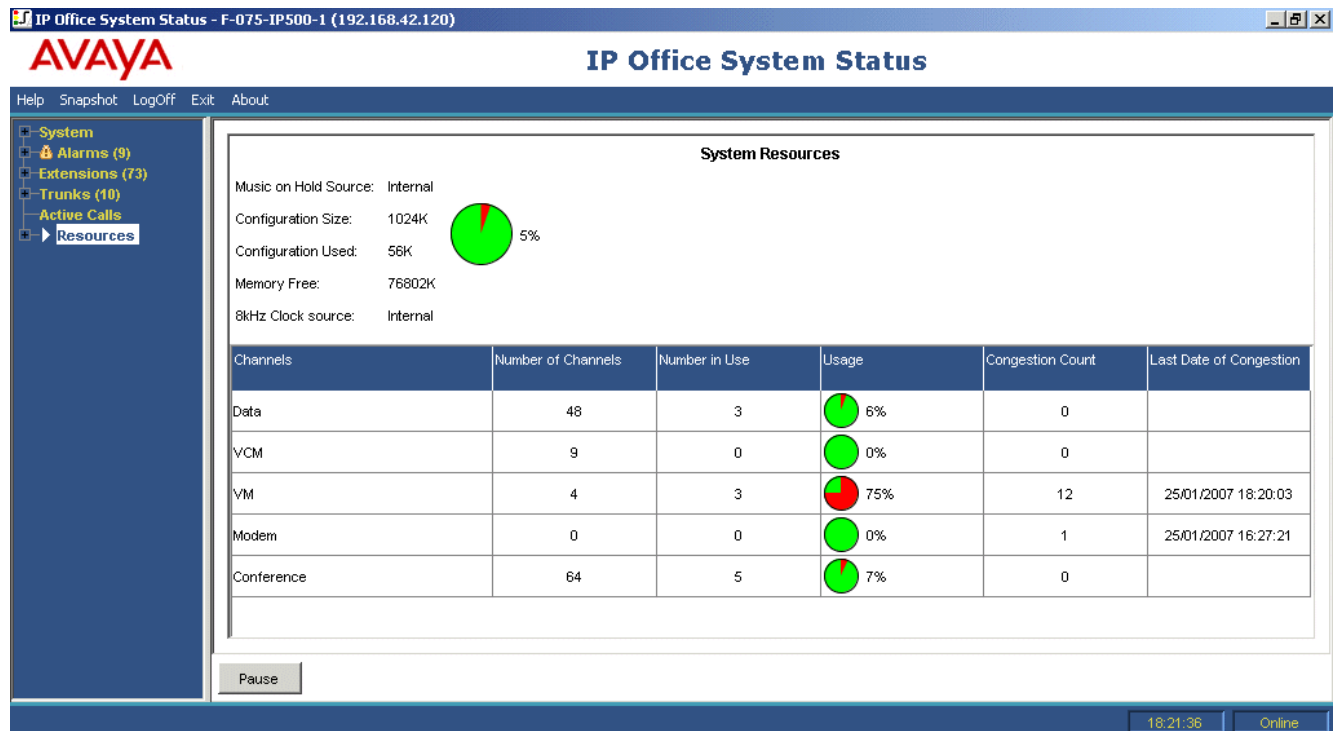 IP Office System Status - F-075-IP500-1 (192.168.42.120)
AVAYA
IP Office System Status
Help Snapshot LogOff Exit About
System
Alarms (9)
Extensions (73)
Trunks (10)
Active Calls
Resources
System Resources
Music on Hold Source: Internal
Configuration Size: 1024K
5%
Configuration Used: 56K
Memory Free: 76802K
8kHz Clock source: Internal
Channels Number of Channels Number in Use Usage Congestion Count Last Date of Congestion
Data 48 3 6% 0
VCM 9 0 0% 0
VM 4 3 75% 12 25/01/2007 18:20:03
Modem 0 0 0% 1 25/01/2007 16:27:21
Conference 64 5 7% 0
Pause
18:21:36 Online